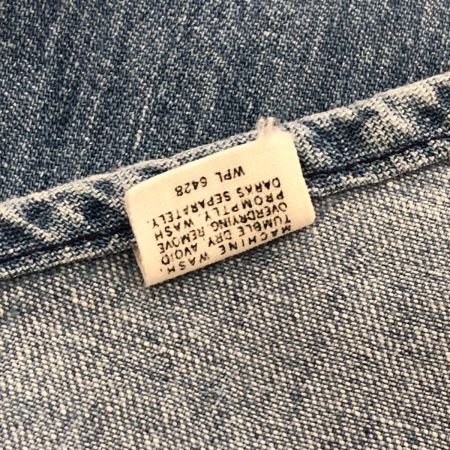 MACHINE WASH.
TUMBLE DRY. AVOID
OVERDRYING. REMOVE
PROMPTLY. WASH
DARKS SEPARATELY.
WPL 6428